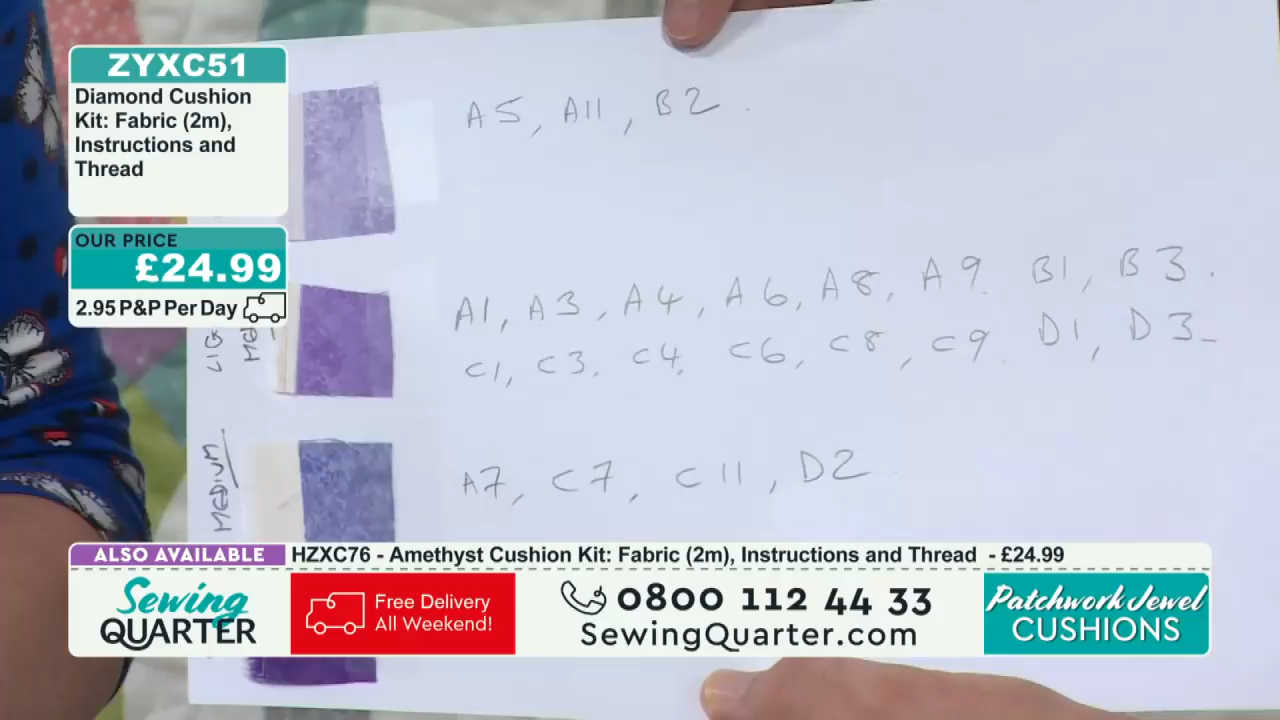 ZYXC51
Diamond Cushion
Kit: Fabric (2m),
Instructions and
Thread
OUR PRICE
£24.99
2.95 P&P Per Day
A5, A11, B2.
A1, A3, A4, A6, A8, A9. B1, B3.
C1, C3. C4, C6, C8, C9. D1, D3-
MEDIUM
A7, C7, C11, D2
ALSO AVAILABLE
HZXC76 - Amethyst Cushion Kit: Fabric (2m), Instructions and Thread - £24.99
Sewing
QUARTER
Free Delivery
All Weekend!
0800 112 44 33
SewingQuarter.com
Patchwork Jewel
CUSHIONS